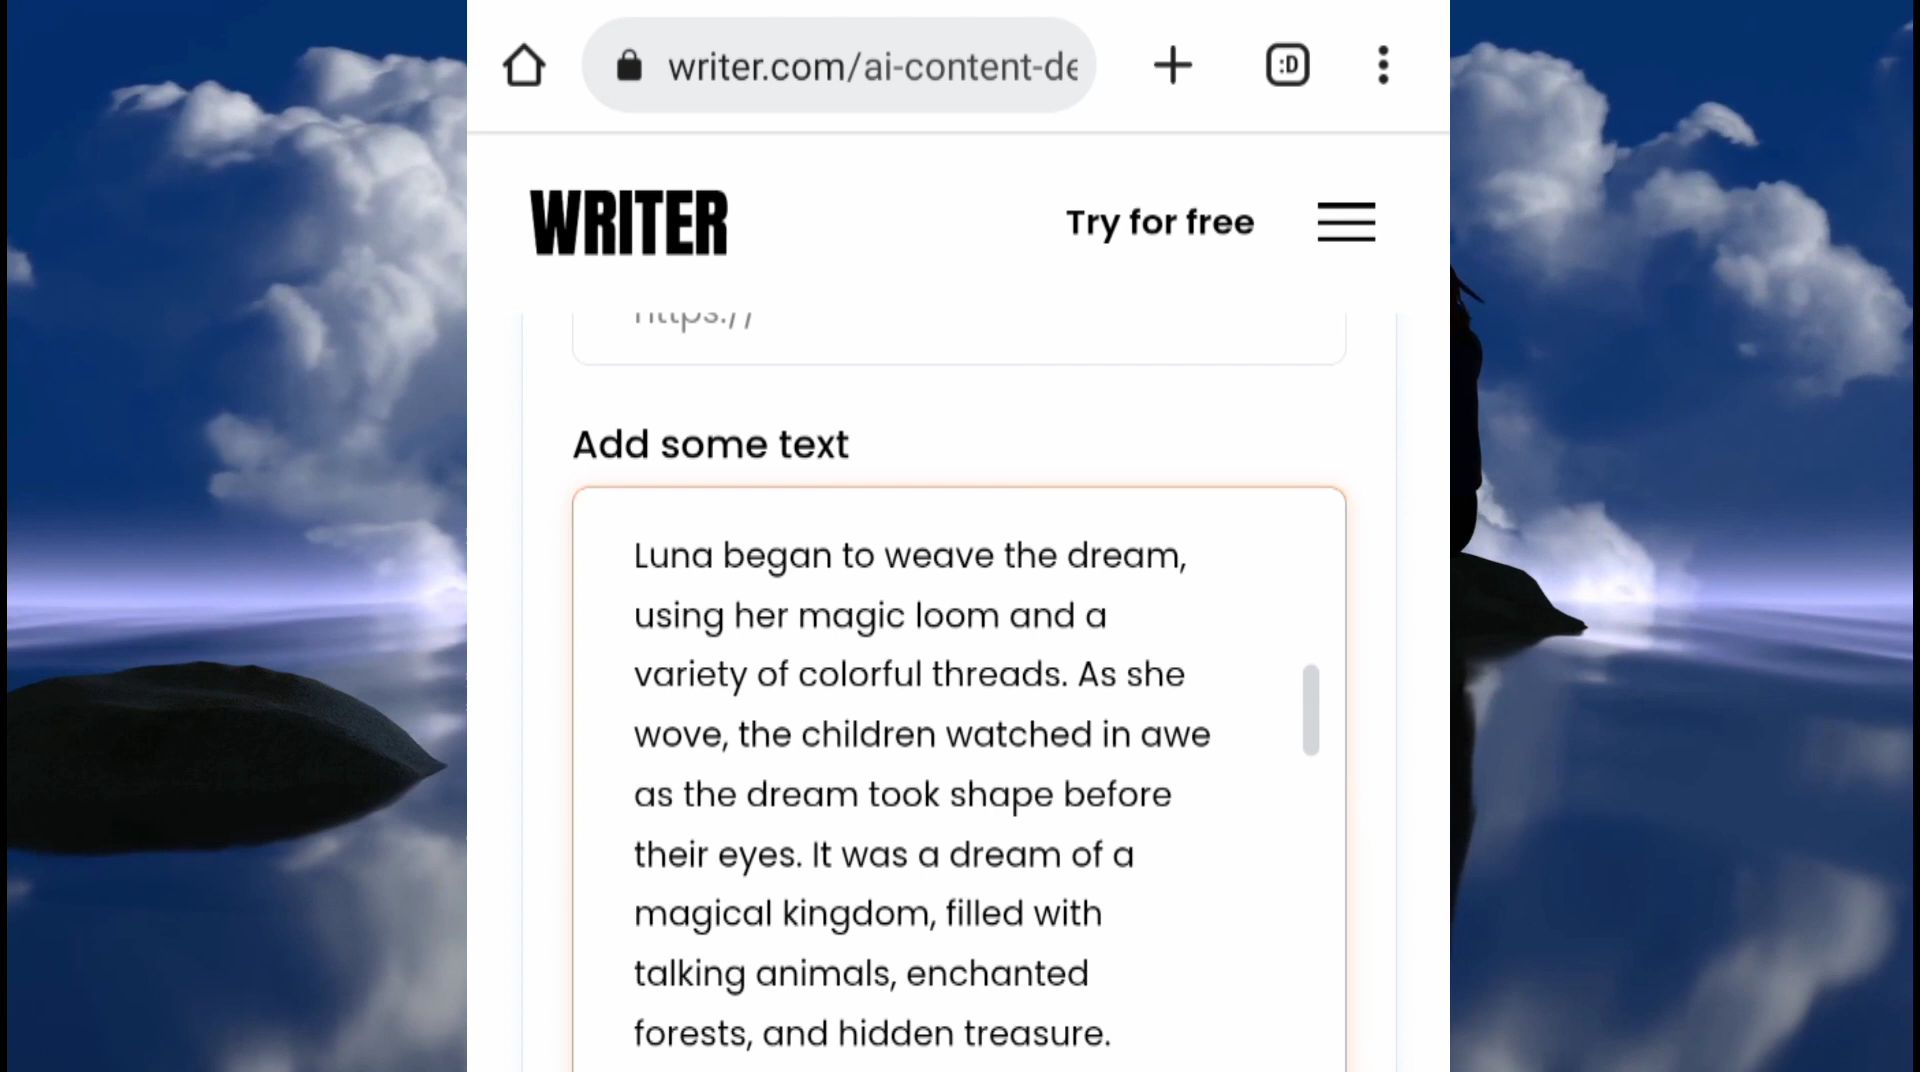 writer.com/ai-content-de
:D
WRITER
Try for free
https://
Add some text
Luna began to weave the dream,
using her magic loom and a
variety of colorful threads. As she
wove, the children watched in awe
as the dream took shape before
their eyes. It was a dream of a
magical kingdom, filled with
talking animals, enchanted
forests, and hidden treasure.